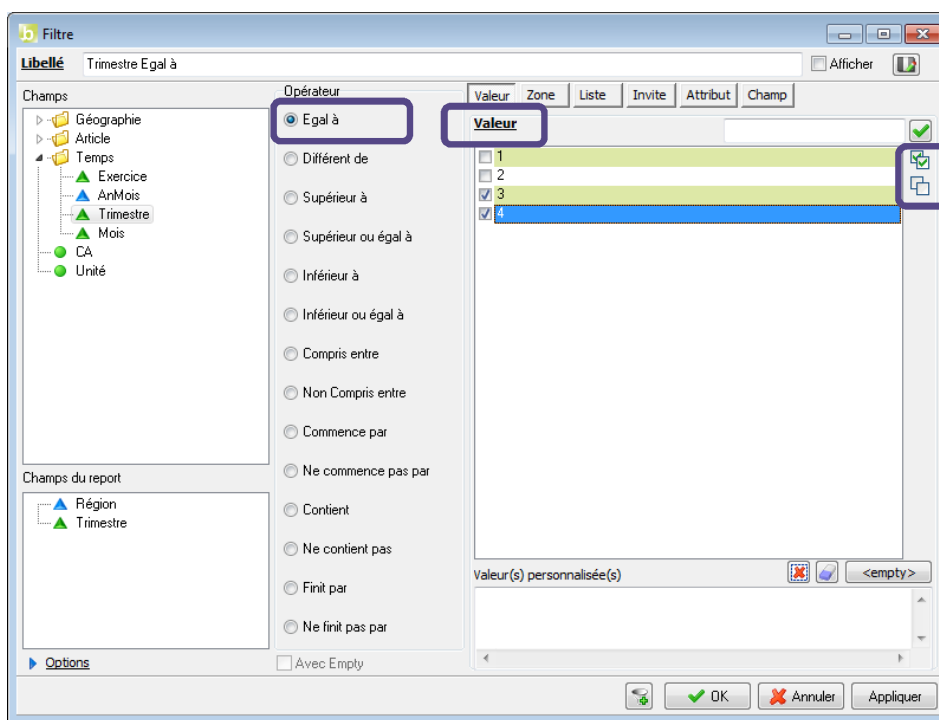 Filtre
Libellé Trimestre Egal à Afficher
Champs
Géographie
Article
Temps
Exercice
AnMois
Trimestre
Mois
CA
Unité
Champs du report
Région
Trimestre
Options
Opérateur
Egal à
Différent de
Supérieur à
Supérieur ou égal à
Inférieur à
Inférieur ou égal à
Compris entre
Non Compris entre
Commence par
Ne commence pas par
Contient
Ne contient pas
Finit par
Ne finit pas par
Avec Empty
Valeur Zone Liste Invite Attribut Champ
Valeur
1
2
3
4
Valeur(s) personnalisée(s) <empty>
OK Annuler Appliquer